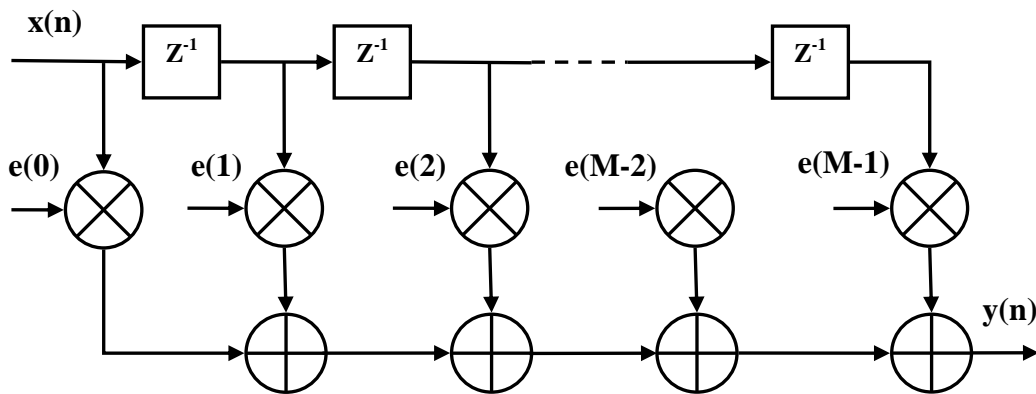 x(n)
Z⁻¹
Z⁻¹
Z⁻¹
e(0)
e(1)
e(2)
e(M-2)
e(M-1)
y(n)